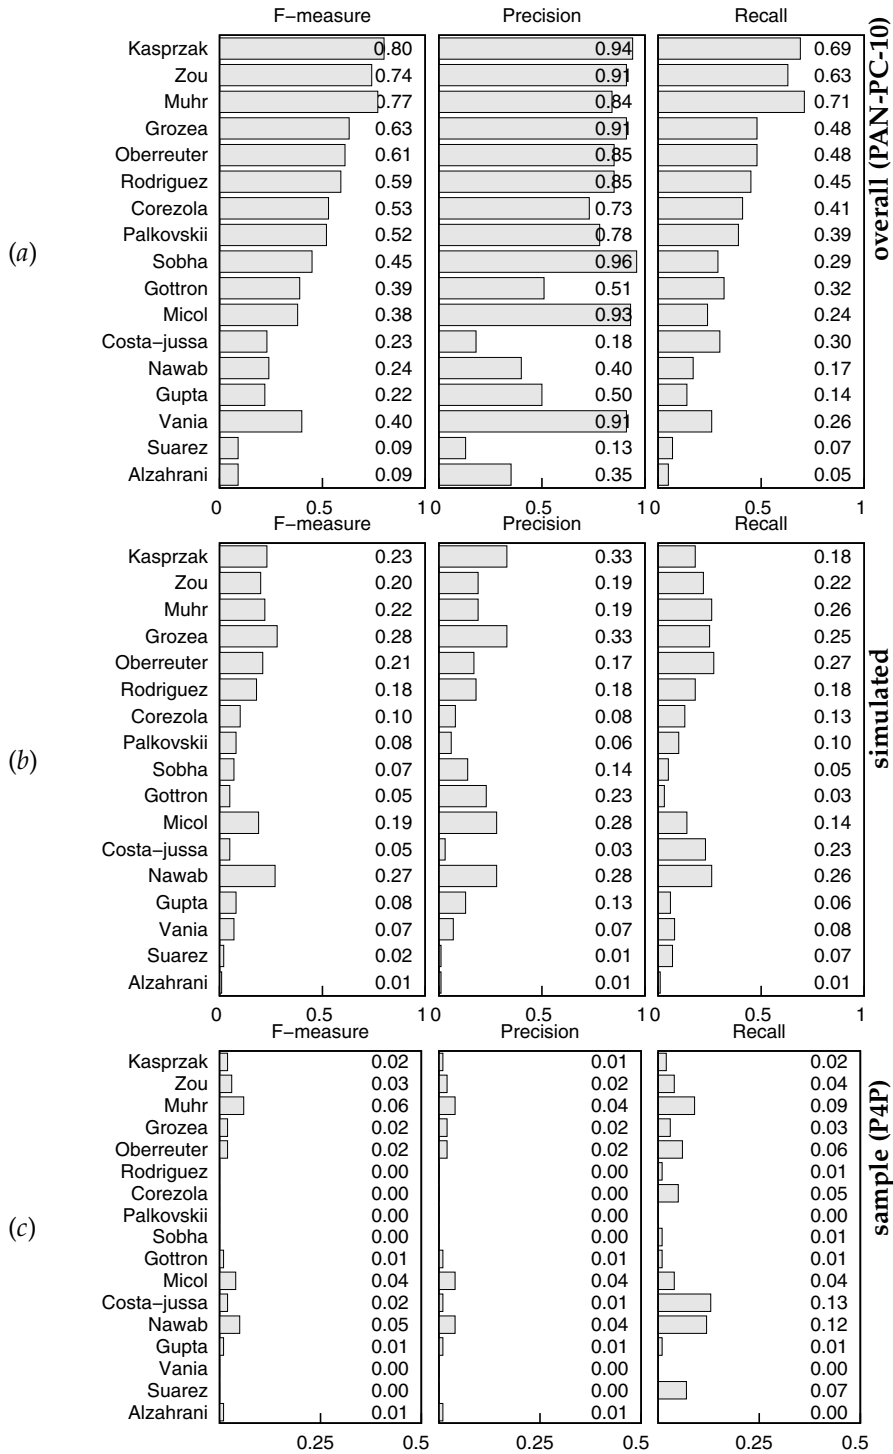 F−measure Precision Recall
Kasprzak 0.80 0.94 0.69
Zou 0.74 0.91 0.63
Muhr 0.77 0.84 0.71
Grozea 0.63 0.91 0.48
Oberreuter 0.61 0.85 0.48
Rodriguez 0.59 0.85 0.45
Corezola 0.53 0.73 0.41
Palkovskii 0.52 0.78 0.39
(a)
Sobha 0.45 0.96 0.29
Gottron 0.39 0.51 0.32
Micol 0.38 0.93 0.24
Costa−jussa 0.23 0.18 0.30
Nawab 0.24 0.40 0.17
Gupta 0.22 0.50 0.14
Vania 0.40 0.91 0.26
Suarez 0.09 0.13 0.07
Alzahrani 0.09 0.35 0.05
0 0.5 1 0 0.5 1 0 0.5 1
overall (PAN-PC-10)
F−measure Precision Recall
Kasprzak 0.23 0.33 0.18
Zou 0.20 0.19 0.22
Muhr 0.22 0.19 0.26
Grozea 0.28 0.33 0.25
Oberreuter 0.21 0.17 0.27
Rodriguez 0.18 0.18 0.18
Corezola 0.10 0.08 0.13
Palkovskii 0.08 0.06 0.10
(b)
Sobha 0.07 0.14 0.05
Gottron 0.05 0.23 0.03
Micol 0.19 0.28 0.14
Costa−jussa 0.05 0.03 0.23
Nawab 0.27 0.28 0.26
Gupta 0.08 0.13 0.06
Vania 0.07 0.07 0.08
Suarez 0.02 0.01 0.07
Alzahrani 0.01 0.01 0.01
0 0.5 1 0 0.5 1 0 0.5 1
simulated
F−measure Precision Recall
Kasprzak 0.02 0.01 0.02
Zou 0.03 0.02 0.04
Muhr 0.06 0.04 0.09
Grozea 0.02 0.02 0.03
Oberreuter 0.02 0.02 0.06
Rodriguez 0.00 0.00 0.01
Corezola 0.00 0.00 0.05
Palkovskii 0.00 0.00 0.00
(c)
Sobha 0.00 0.00 0.01
Gottron 0.01 0.01 0.01
Micol 0.04 0.04 0.04
Costa−jussa 0.02 0.01 0.13
Nawab 0.05 0.04 0.12
Gupta 0.01 0.01 0.01
Vania 0.00 0.00 0.00
Suarez 0.00 0.00 0.07
Alzahrani 0.01 0.01 0.00
0.25 0.5 0.25 0.5 0.25 0.5
sample (P4P)